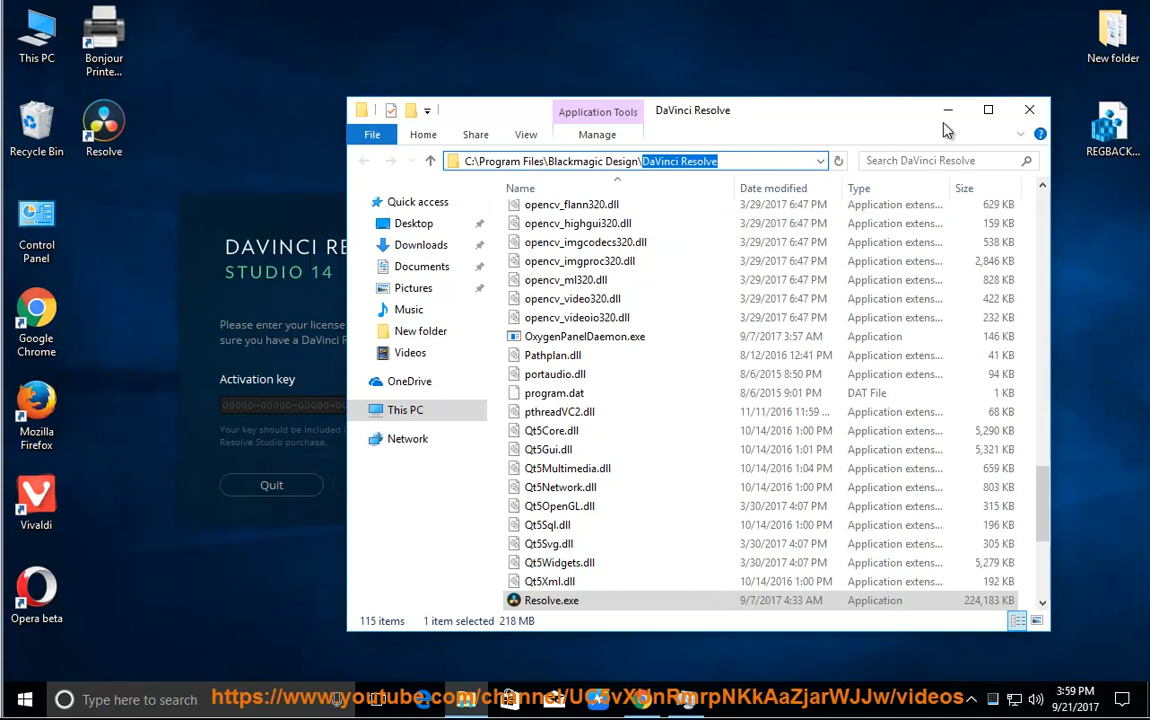 This PC
Bonjour
Printe...
New folder
Recycle Bin
Resolve
REGBACK...
Control
Panel
Google
Chrome
Mozilla
Firefox
Vivaldi
Opera beta
DAVINCI RE
STUDIO 14
Please enter your license
sure you have a DaVinci R
Activation key
00000-00000-00000-00
Your key should be included
Resolve Studio purchase.
Quit
Application Tools
DaVinci Resolve
File
Home
Share
View
Manage
C:\Program Files\Blackmagic Design\DaVinci Resolve
Search DaVinci Resolve
Quick access
Desktop
Downloads
Documents
Pictures
Music
New folder
Videos
OneDrive
This PC
Network
Name Date modified Type Size
opencv_flann320.dll 3/29/2017 6:47 PM Application extens... 629 KB
opencv_highgui320.dll 3/29/2017 6:47 PM Application extens... 159 KB
opencv_imgcodecs320.dll 3/29/2017 6:47 PM Application extens... 538 KB
opencv_imgproc320.dll 3/29/2017 6:47 PM Application extens... 2,846 KB
opencv_ml320.dll 3/29/2017 6:47 PM Application extens... 828 KB
opencv_video320.dll 3/29/2017 6:47 PM Application extens... 422 KB
opencv_videoio320.dll 3/29/2017 6:47 PM Application extens... 232 KB
OxygenPanelDaemon.exe 9/7/2017 3:57 AM Application 146 KB
Pathplan.dll 8/12/2016 12:41 PM Application extens... 41 KB
portaudio.dll 8/6/2015 8:50 PM Application extens... 94 KB
program.dat 8/6/2015 9:01 PM DAT File 1 KB
pthreadVC2.dll 11/11/2016 11:59 ... Application extens... 68 KB
Qt5Core.dll 10/14/2016 1:00 PM Application extens... 5,290 KB
Qt5Gui.dll 10/14/2016 1:01 PM Application extens... 5,321 KB
Qt5Multimedia.dll 10/14/2016 1:04 PM Application extens... 659 KB
Qt5Network.dll 10/14/2016 1:00 PM Application extens... 803 KB
Qt5OpenGL.dll 3/30/2017 4:07 PM Application extens... 315 KB
Qt5Sql.dll 10/14/2016 1:00 PM Application extens... 196 KB
Qt5Svg.dll 3/30/2017 4:07 PM Application extens... 305 KB
Qt5Widgets.dll 3/30/2017 4:07 PM Application extens... 5,279 KB
Qt5Xml.dll 10/14/2016 1:00 PM Application extens... 192 KB
Resolve.exe 9/7/2017 4:33 AM Application 224,183 KB
115 items 1 item selected 218 MB
Type here to search
3:59 PM
9/21/2017